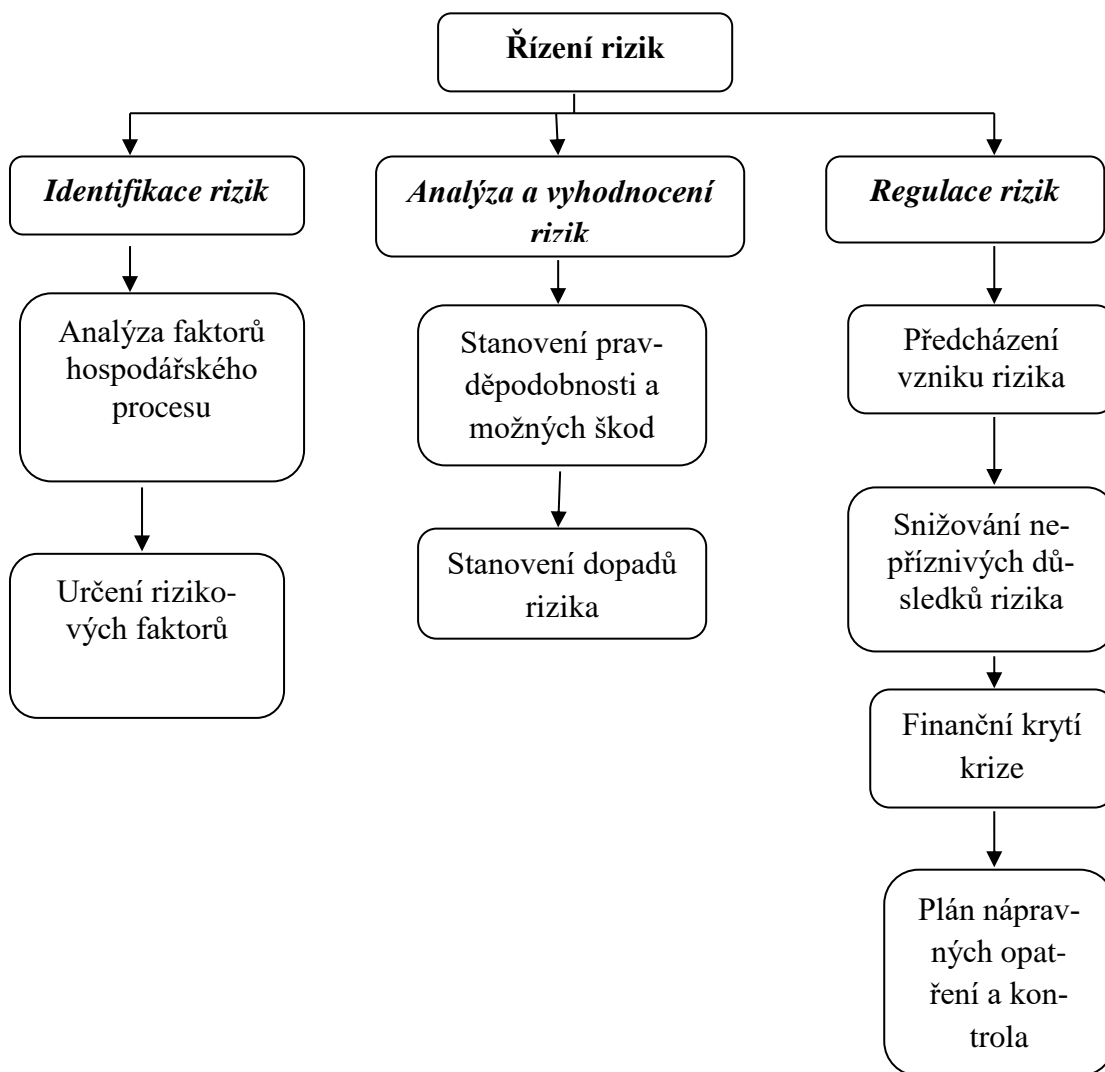 Řízení rizik
Identifikace rizik
Analýza faktorů
hospodářského
procesu
Určení riziko-
vých faktorů
Analýza a vyhodnocení
rizik
Stanovení prav-
děpodobnosti a
možných škod
Stanovení dopadů
rizika
Regulace rizik
Předcházení
vzniku rizika
Snižování ne-
příznivých dů-
sledků rizika
Finanční krytí
krize
Plán náprav-
ných opat-
ření a kon-
trola